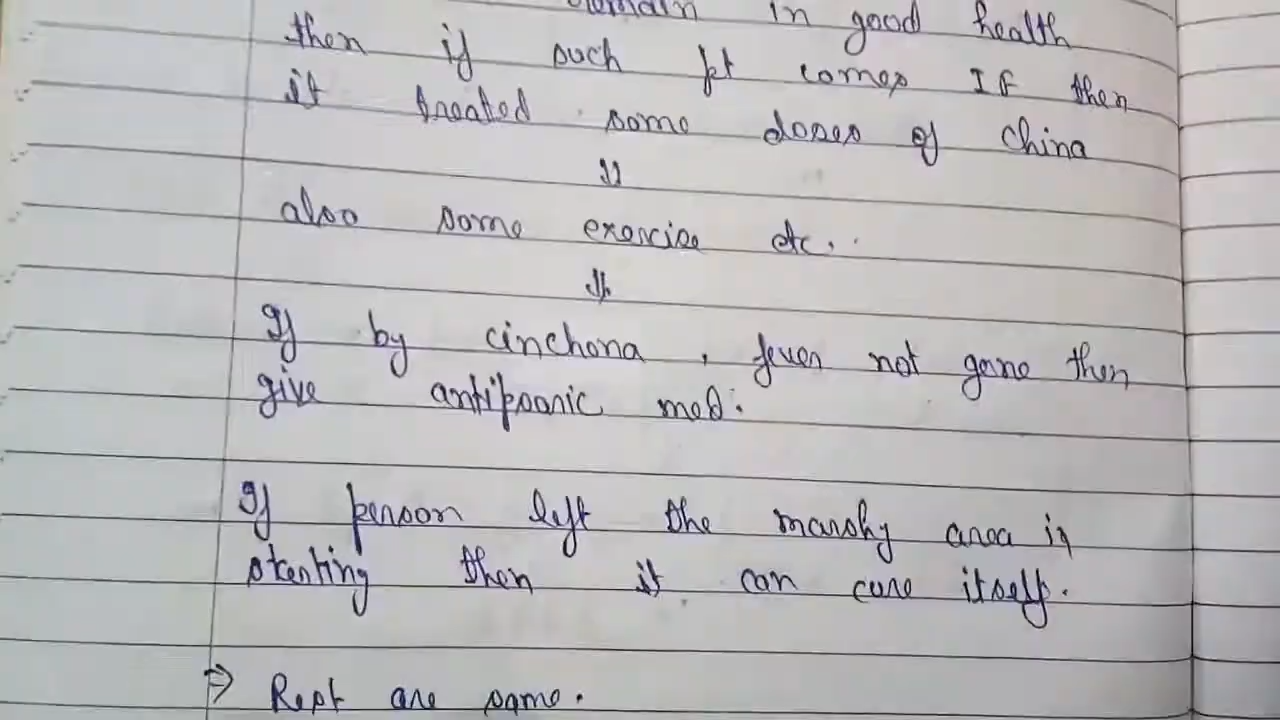 remain in good health
then if such pt comes IF then
it treated some doses of China
⇓
also some exercise etc..
⇓
If by cinchona, fever not gone then
give antipsoric med.
If person left the marshy area in
starting then it can cure itself.
⇒ Rest are same.